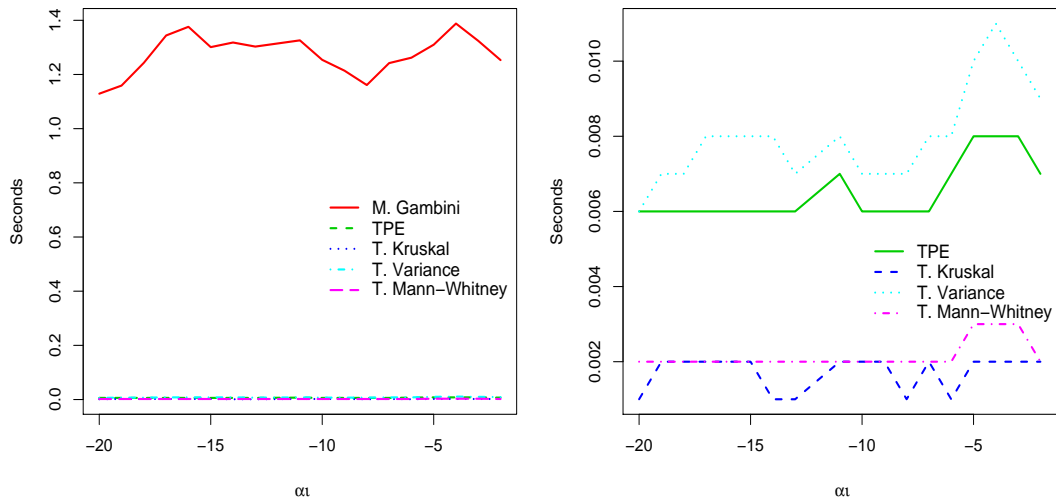 Seconds
1.4
1.2
1.0
0.8
0.6
0.4
0.2
0.0
M. Gambini
TPE
T. Kruskal
T. Variance
T. Mann−Whitney
−20
−15
−10
−5
αι
Seconds
0.010
0.008
0.006
0.004
0.002
TPE
T. Kruskal
T. Variance
T. Mann−Whitney
−20
−15
−10
−5
αι